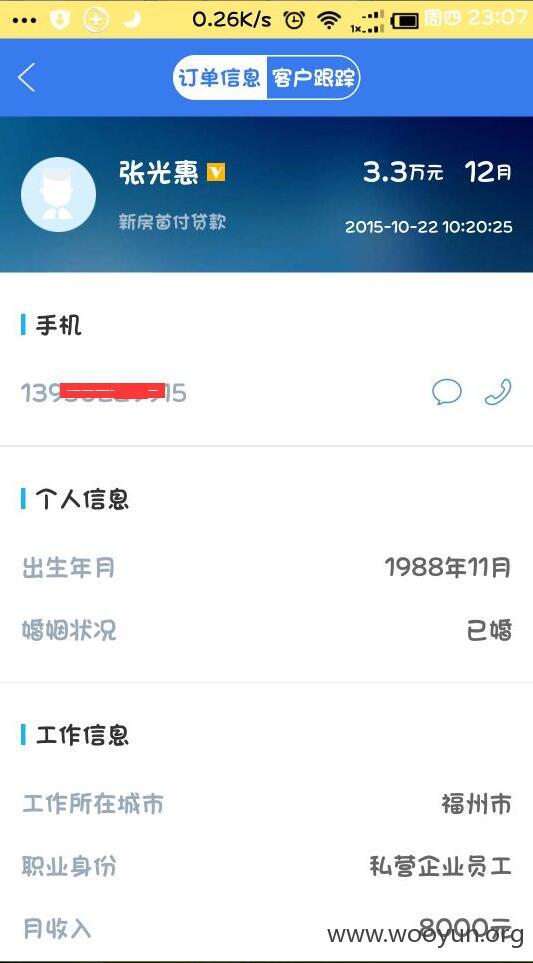 0.26K/s 周四 23:07
订单信息 客户跟踪
张光惠 3.3万元 12月
新房首付贷款 2015-10-22 10:20:25
手机
139 15
个人信息
出生年月 1988年11月
婚姻状况 已婚
工作信息
工作所在城市 福州市
职业身份 私营企业员工
月收入 8000元
www.wooyun.org